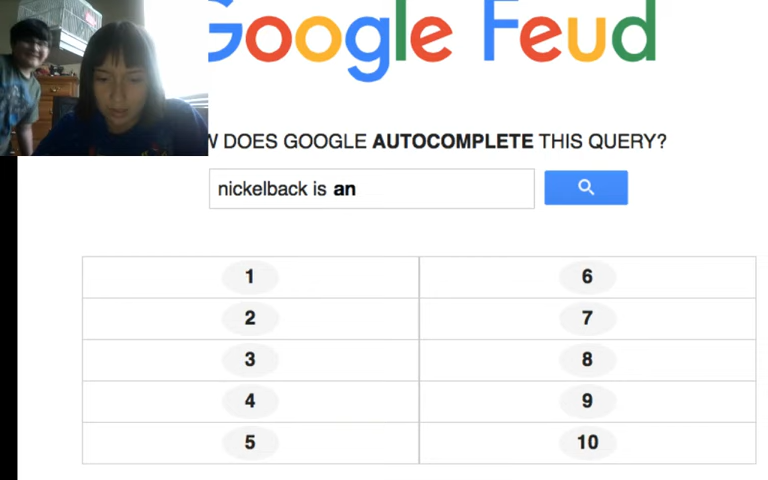 Google Feud
W DOES GOOGLE AUTOCOMPLETE THIS QUERY?
nickelback is an
1 6
2 7
3 8
4 9
5 10